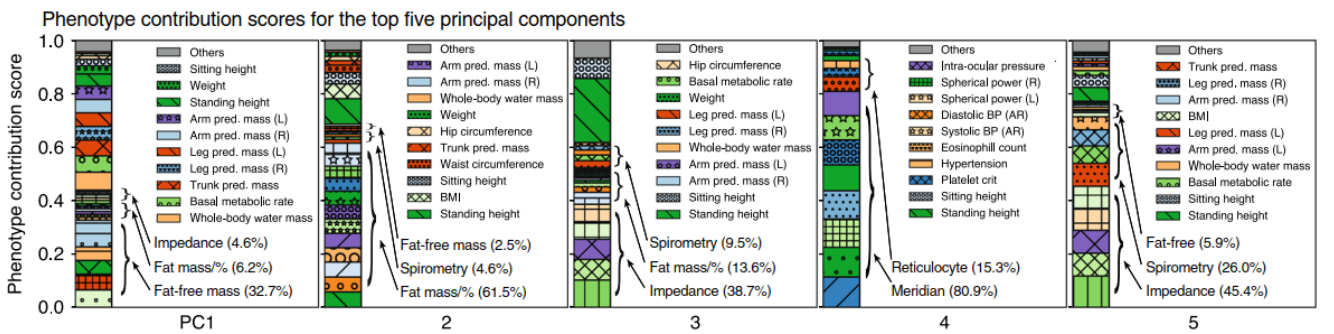 Phenotype contribution scores for the top five principal components
Phenotype contribution score
1.0
0.8
0.6
0.4
0.2
0.0
Others
Sitting height
Weight
Standing height
Arm pred. mass (L)
Arm pred. mass (R)
Leg pred. mass (L)
Leg pred. mass (R)
Trunk pred. mass
Basal metabolic rate
Whole-body water mass
Impedance (4.6%)
Fat mass/% (6.2%)
Fat-free mass (32.7%)
PC1
Others
Arm pred. mass (L)
Arm pred. mass (R)
Whole-body water mass
Weight
Hip circumference
Trunk pred. mass
Waist circumference
Sitting height
BMI
Standing height
Fat-free mass (2.5%)
Spirometry (4.6%)
Fat mass/% (61.5%)
2
Others
Hip circumference
Basal metabolic rate
Weight
Leg pred. mass (L)
Leg pred. mass (R)
Whole-body water mass
Arm pred. mass (L)
Arm pred. mass (R)
Sitting height
Standing height
Spirometry (9.5%)
Fat mass/% (13.6%)
Impedance (38.7%)
3
Others
Intra-ocular pressure
Spherical power (R)
Spherical power (L)
Diastolic BP (AR)
Systolic BP (AR)
Eosinophill count
Hypertension
Platelet crit
Sitting height
Standing height
Reticulocyte (15.3%)
Meridian (80.9%)
4
Others
Trunk pred. mass
Leg pred. mass (R)
Arm pred. mass (R)
BMI
Leg pred. mass (L)
Arm pred. mass (L)
Whole-body water mass
Basal metabolic rate
Sitting height
Standing height
Fat-free (5.9%)
Spirometry (26.0%)
Impedance (45.4%)
5